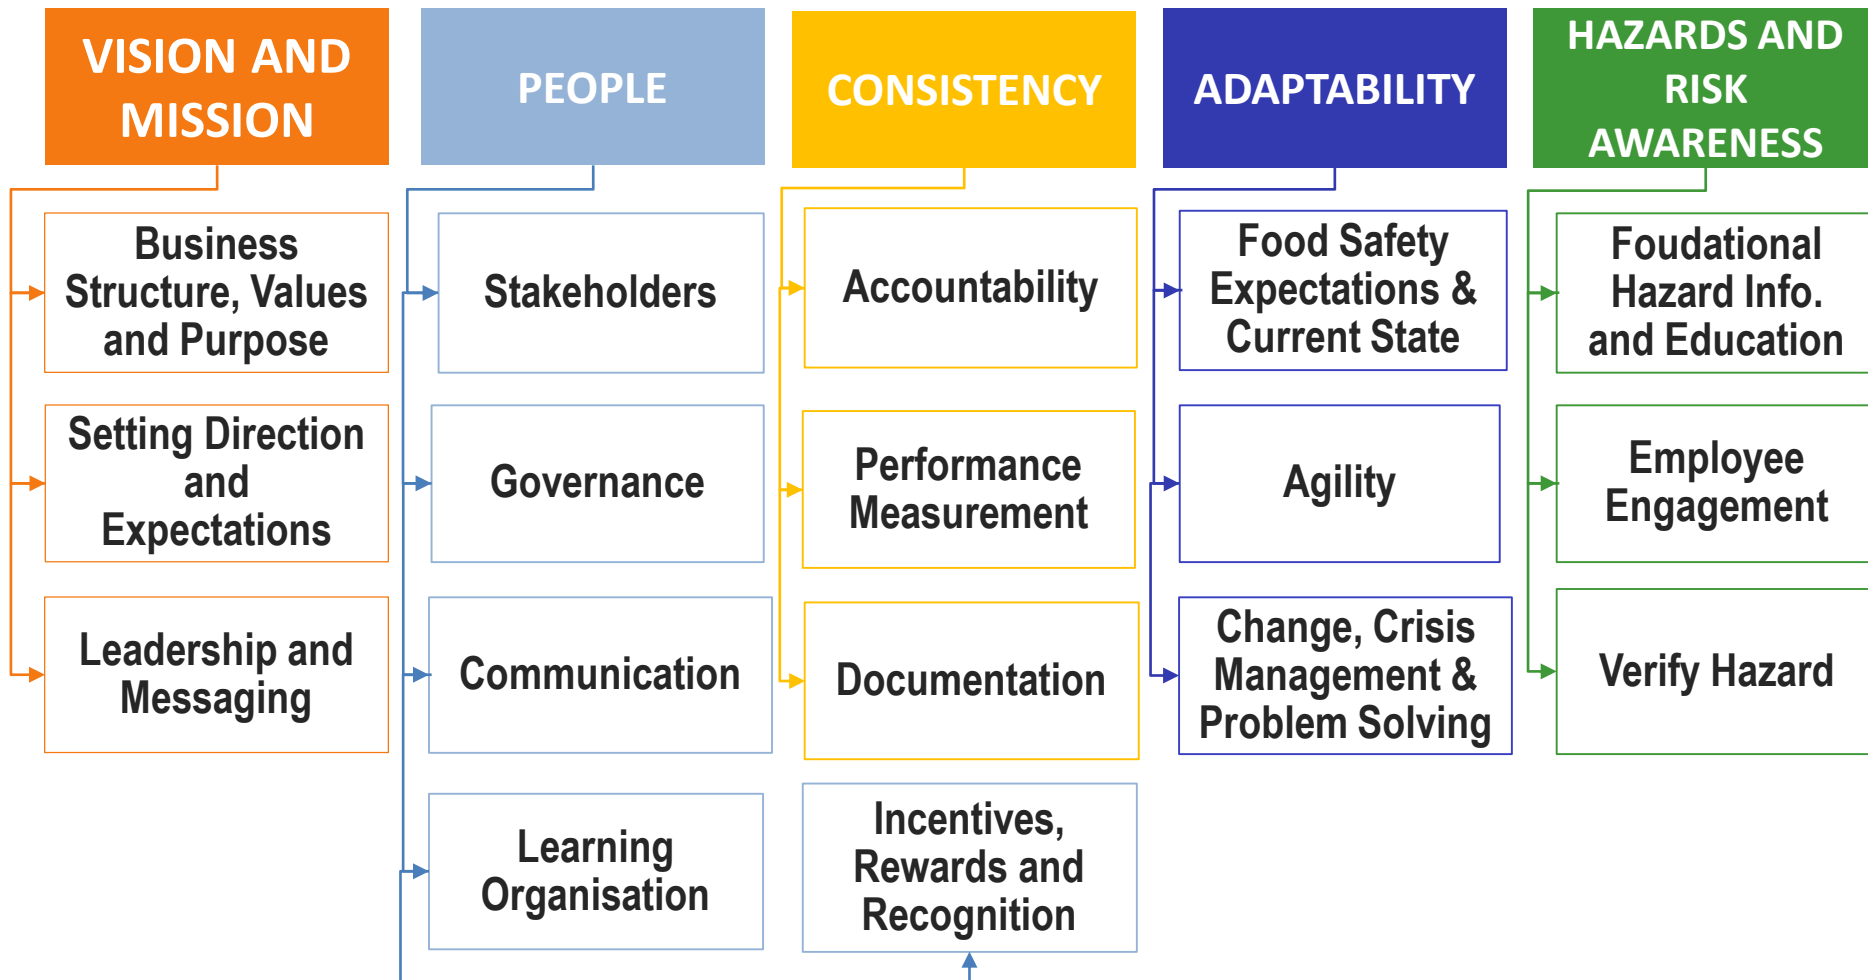 VISION AND
MISSION
PEOPLE
CONSISTENCY
ADAPTABILITY
HAZARDS AND
RISK
AWARENESS
Business
Structure, Values
and Purpose
Setting Direction
and
Expectations
Leadership and
Messaging
Stakeholders
Governance
Communication
Learning
Organisation
Accountability
Performance
Measurement
Documentation
Incentives,
Rewards and
Recognition
Food Safety
Expectations &
Current State
Agility
Change, Crisis
Management &
Problem Solving
Foudational
Hazard Info.
and Education
Employee
Engagement
Verify Hazard